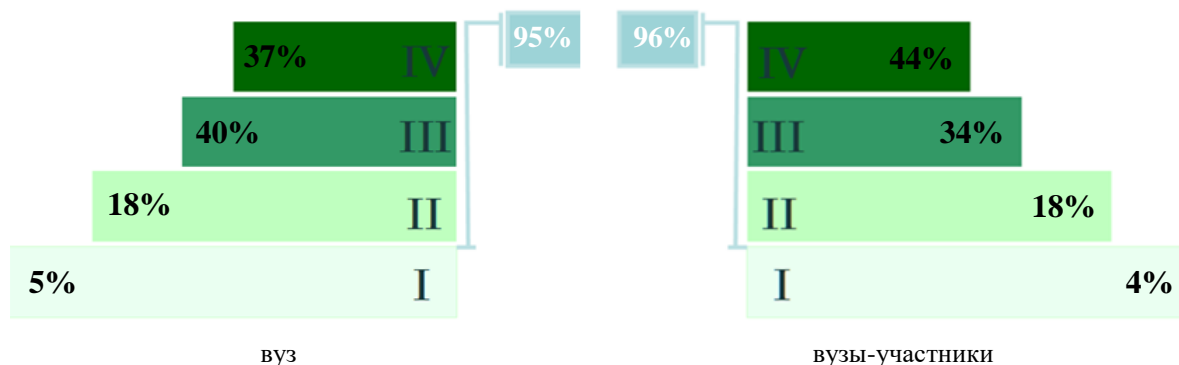 95% 96%
37% IV IV 44%
40% III III 34%
18% II II 18%
5% I I 4%
вуз вузы-участники